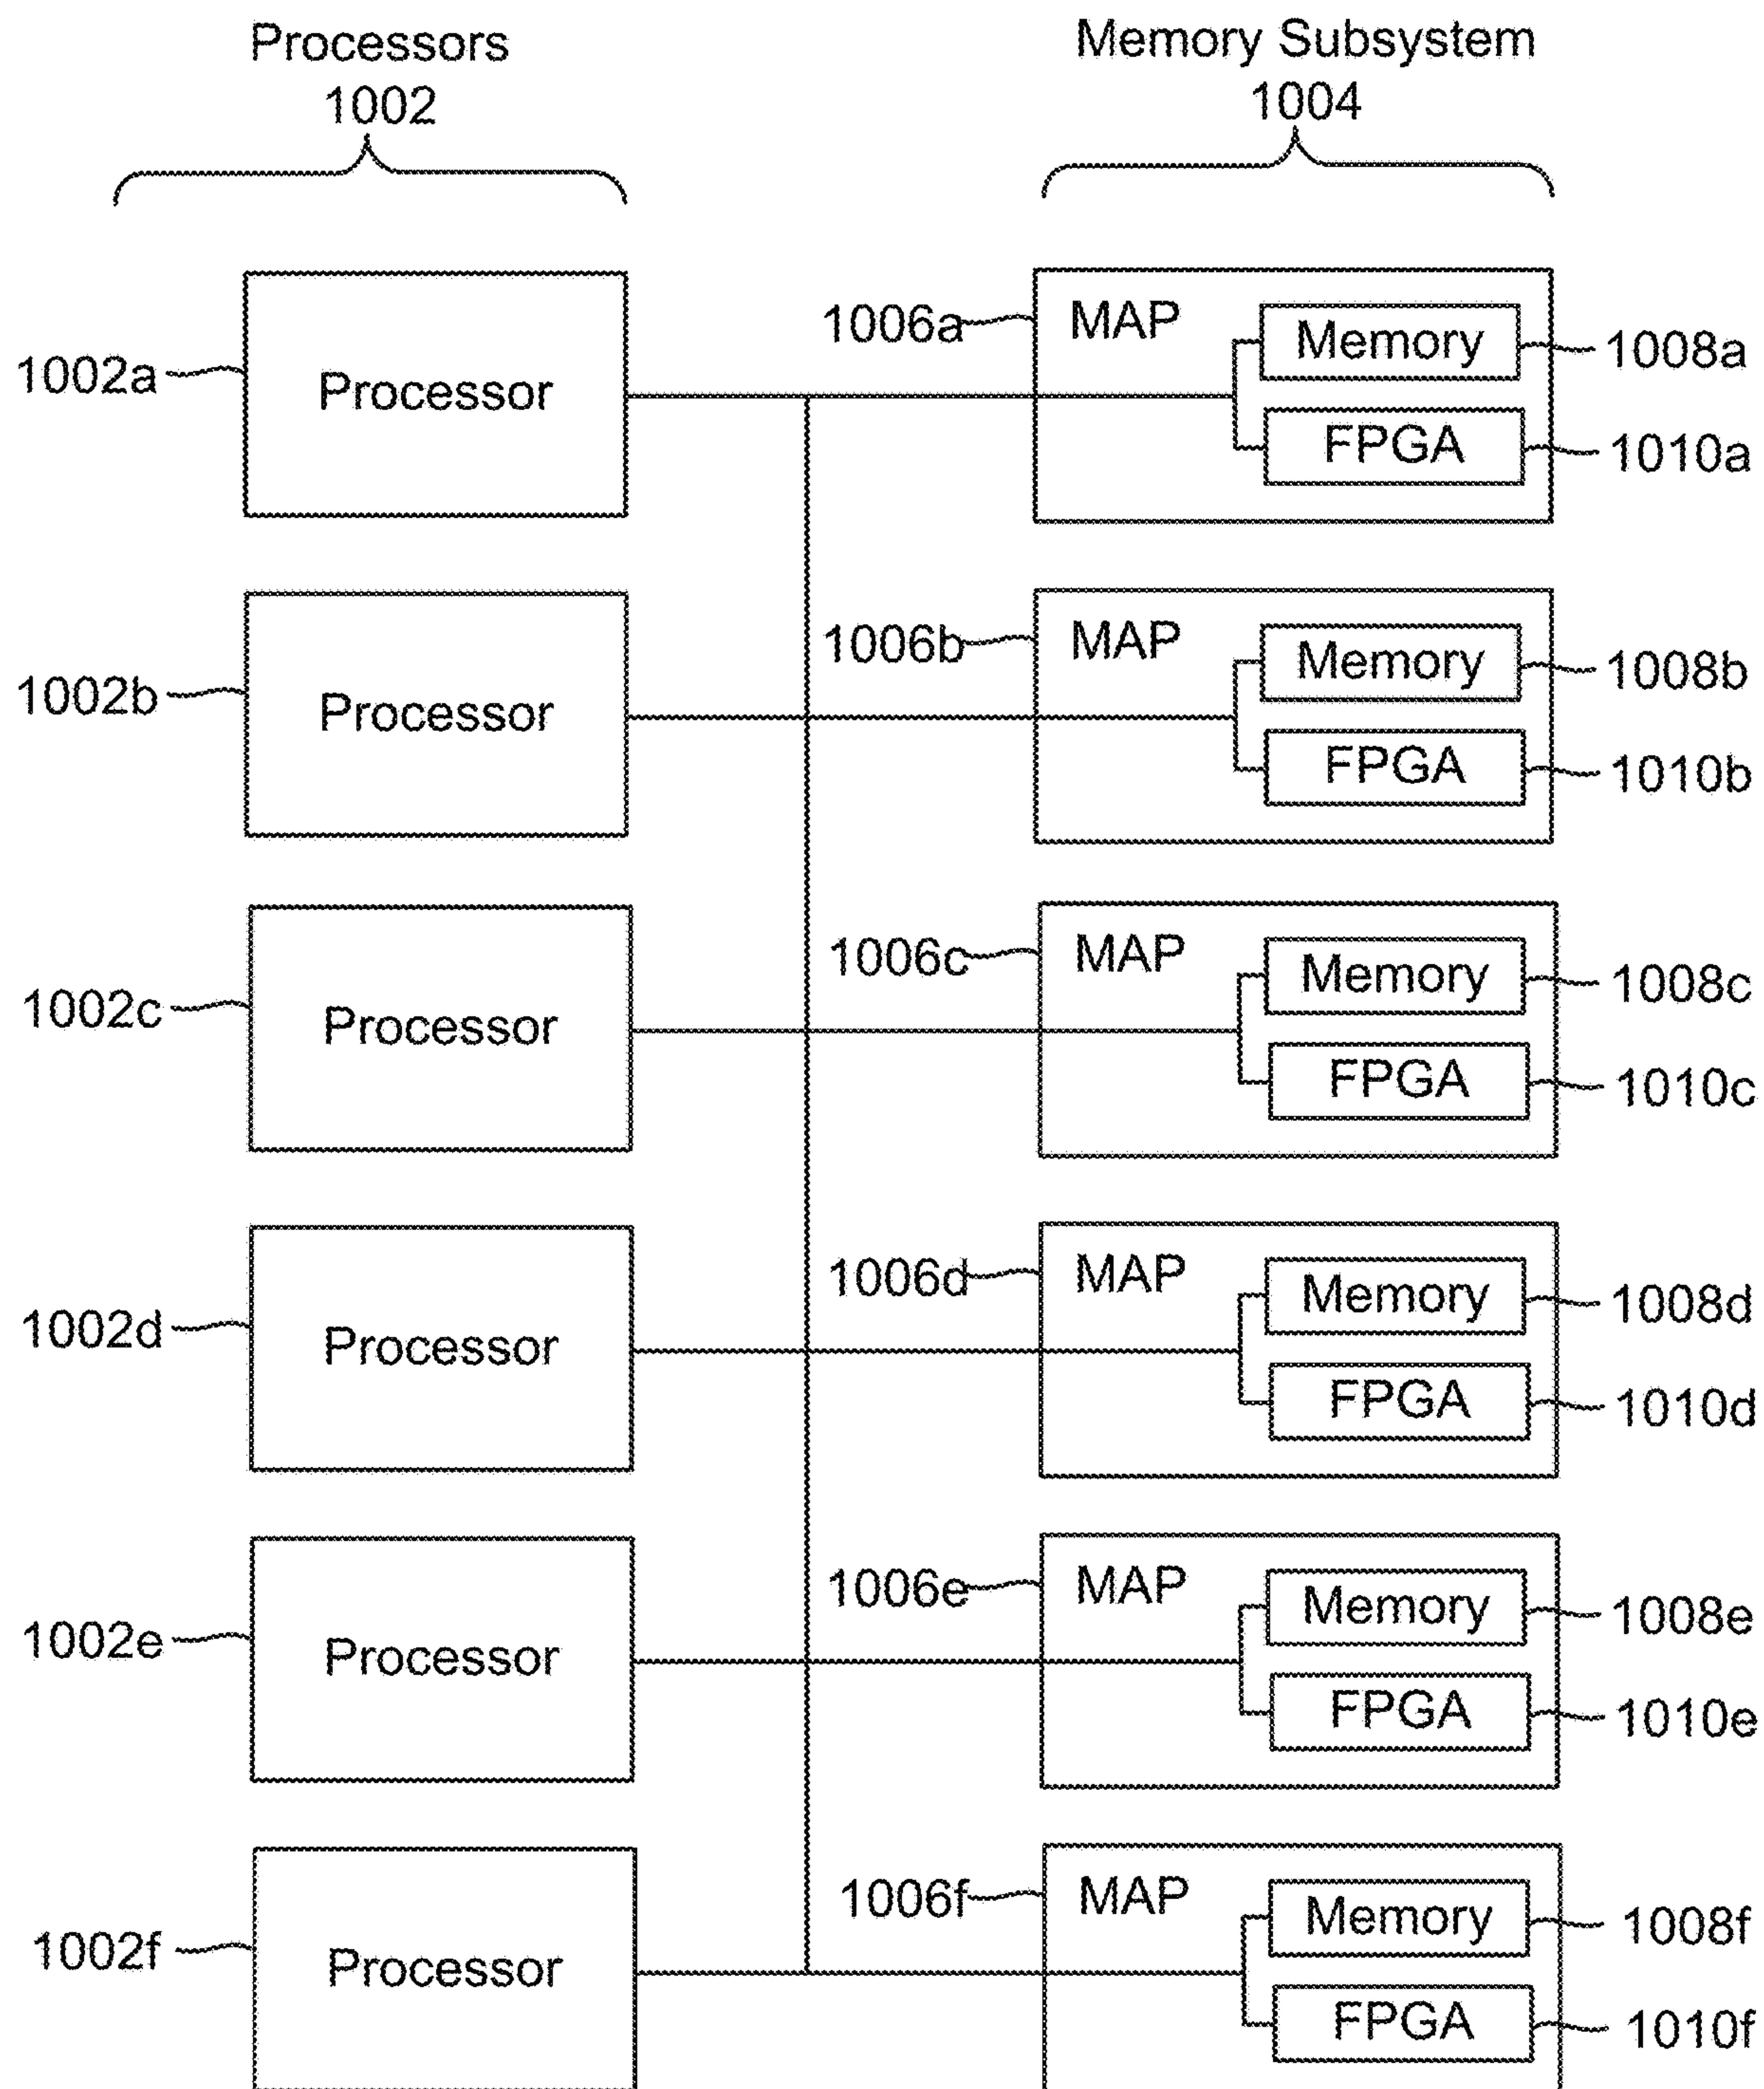 Processors
1002
Memory Subsystem
1004
1002a
Processor
1006a
MAP
Memory
1008a
FPGA
1010a
1002b
Processor
1006b
MAP
Memory
1008b
FPGA
1010b
1002c
Processor
1006c
MAP
Memory
1008c
FPGA
1010c
1002d
Processor
1006d
MAP
Memory
1008d
FPGA
1010d
1002e
Processor
1006e
MAP
Memory
1008e
FPGA
1010e
1002f
Processor
1006f
MAP
Memory
1008f
FPGA
1010f